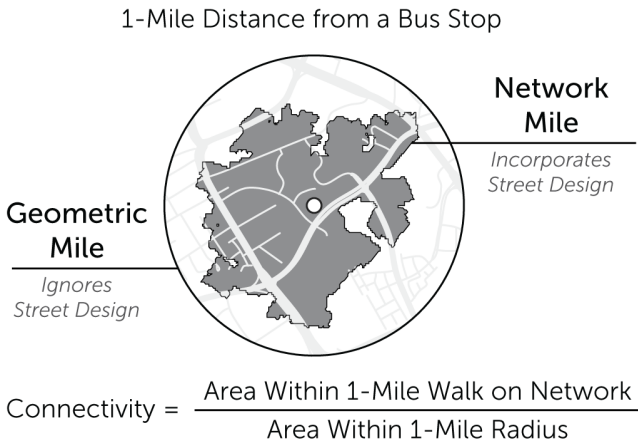 1-Mile Distance from a Bus Stop
Network
Mile
Incorporates
Street Design
Geometric
Mile
Ignores
Street Design
Connectivity =
Area Within 1-Mile Walk on Network
Area Within 1-Mile Radius